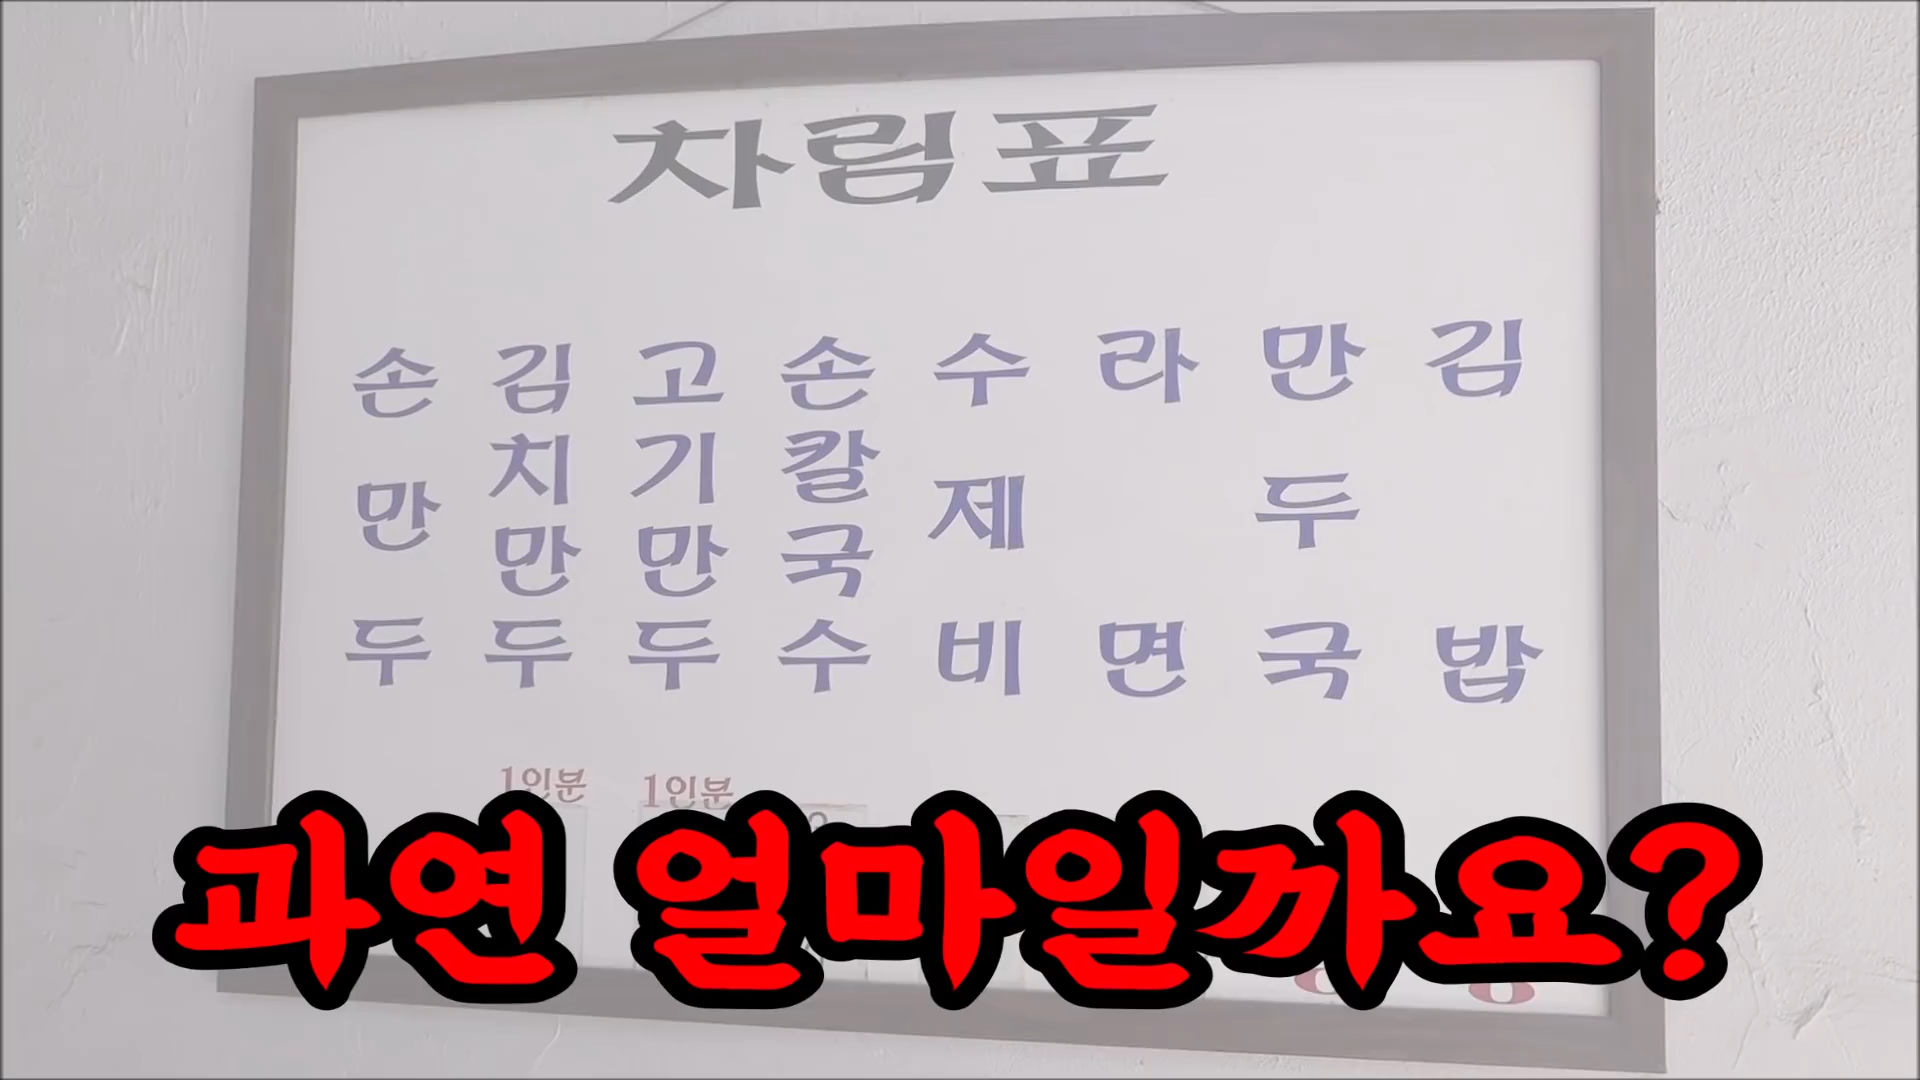 차림표
손만두
김치만두
고기만두
손칼국수
수제비
라면
만두국
김밥
1인분
1인분
과연 얼마일까요?